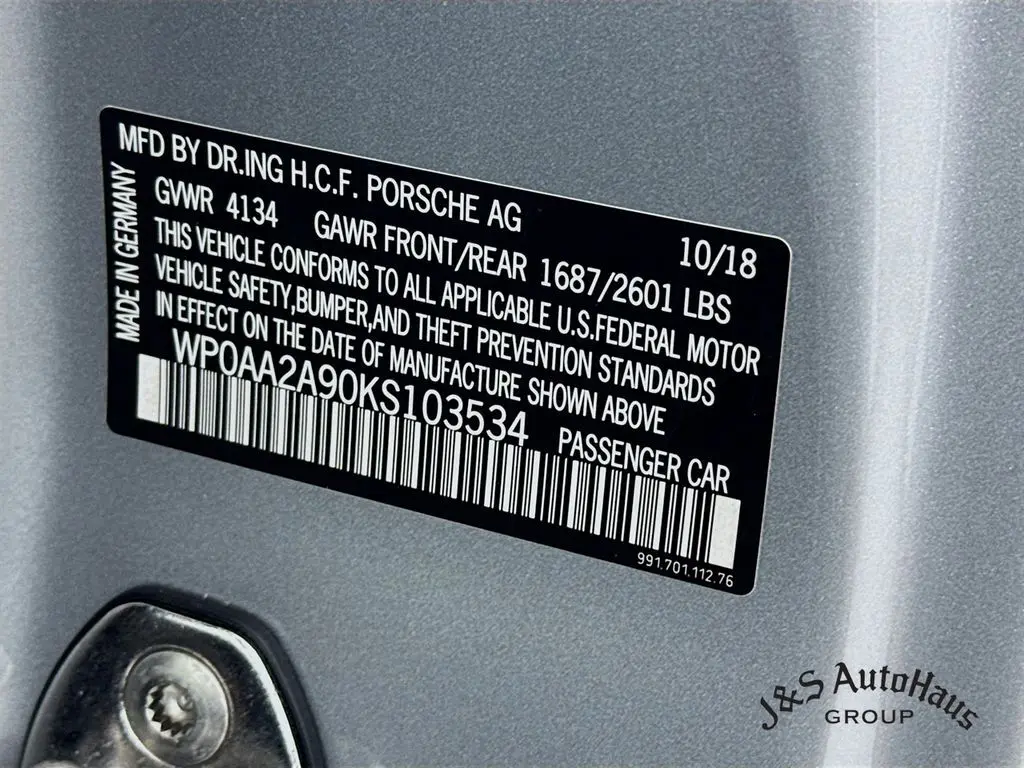 MFD BY DR.ING H.C.F. PORSCHE AG
10/18
MADE IN GERMANY
GVWR 4134 GAWR FRONT/REAR 1687/2601 LBS
THIS VEHICLE CONFORMS TO ALL APPLICABLE U.S.FEDERAL MOTOR
VEHICLE SAFETY,BUMPER,AND THEFT PREVENTION STANDARDS
IN EFFECT ON THE DATE OF MANUFACTURE SHOWN ABOVE
WP0AA2A90KS103534
PASSENGER CAR
991.701.112.76
J&S AutoHaus
GROUP